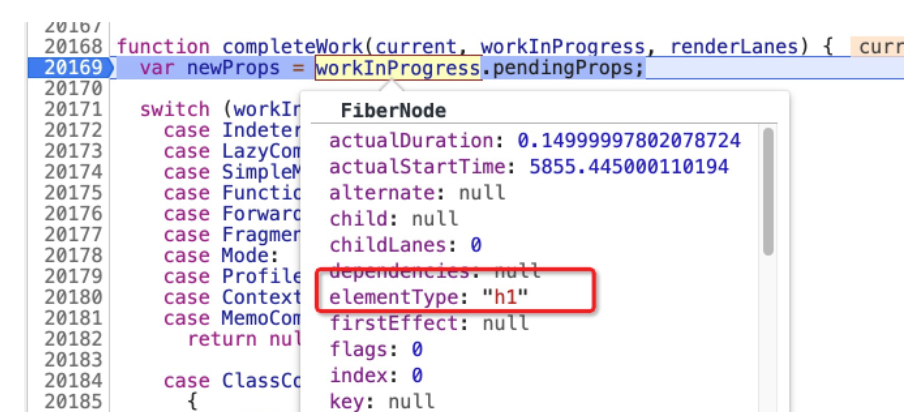 20167
20168 function completeWork(current, workInProgress, renderLanes) { curr
20169 var newProps = workInProgress.pendingProps;
20170
20171 switch (workIn
20172 case Indeter
20173 case LazyCom
20174 case SimpleM
20175 case Functio
20176 case Forward
20177 case Fragmen
20178 case Mode:
20179 case Profile
20180 case Context
20181 case MemoCom
20182 return nul
20183
20184 case ClassCo
20185 {
FiberNode
actualDuration: 0.14999997802078724
actualStartTime: 5855.445000110194
alternate: null
child: null
childLanes: 0
dependencies: null
elementType: "h1"
firstEffect: null
flags: 0
index: 0
key: null